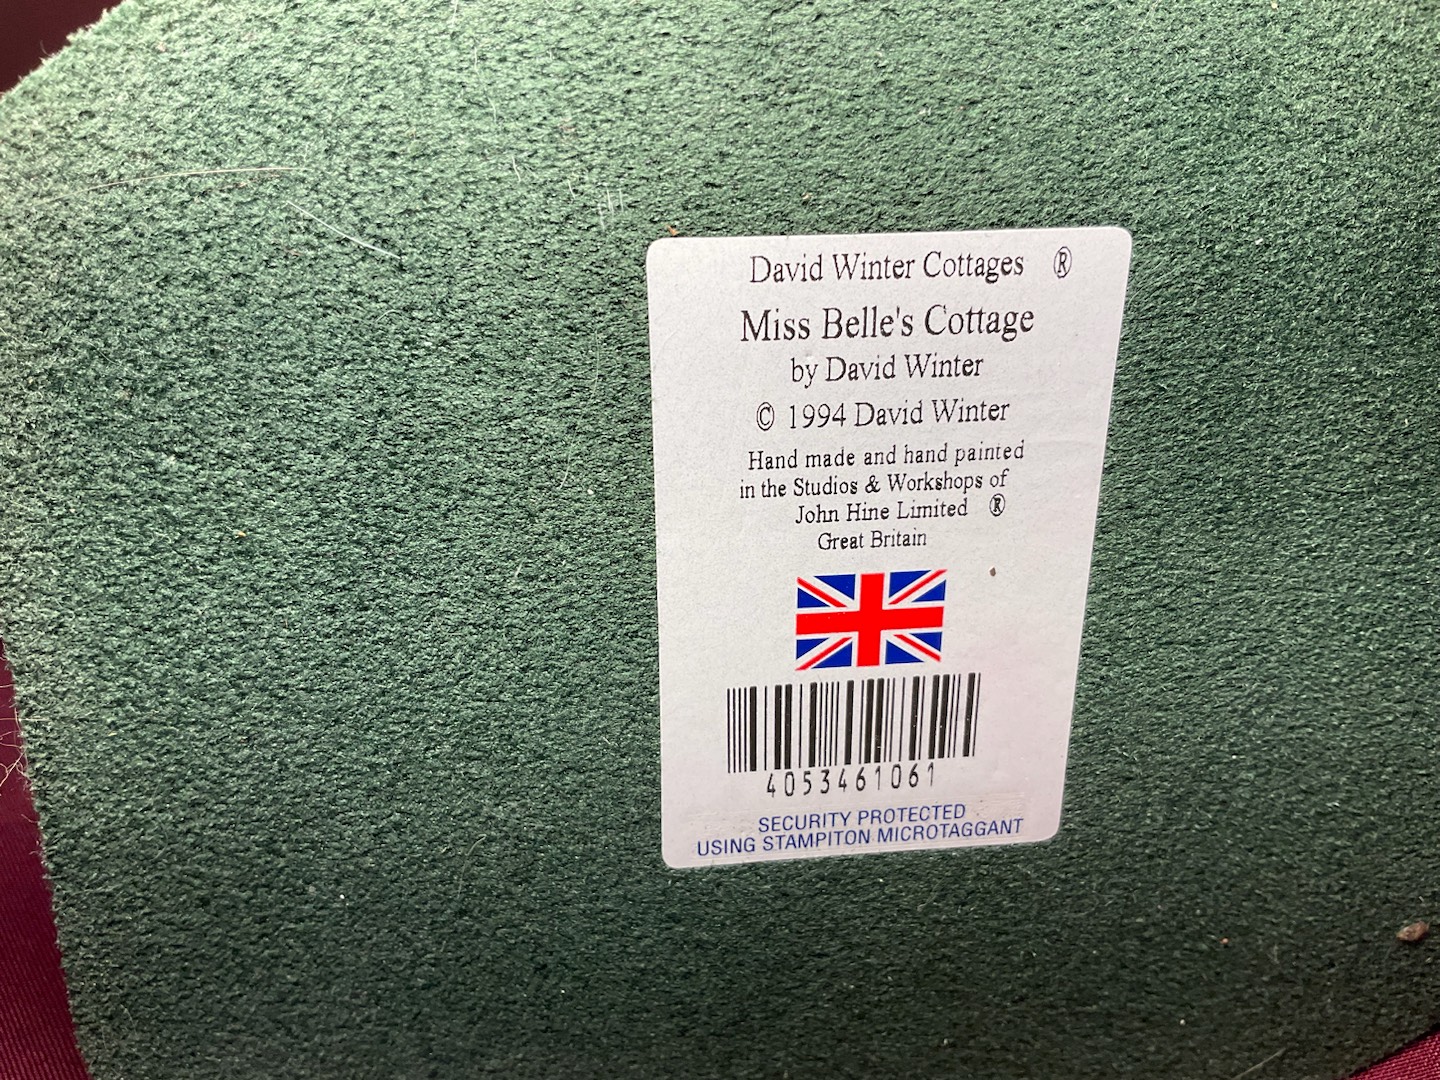 David Winter Cottages ®
Miss Belle's Cottage
by David Winter
© 1994 David Winter
Hand made and hand painted
in the Studios & Workshops of
John Hine Limited ®
Great Britain
4053461061
SECURITY PROTECTED
USING STAMPITON MICROTAGGANT